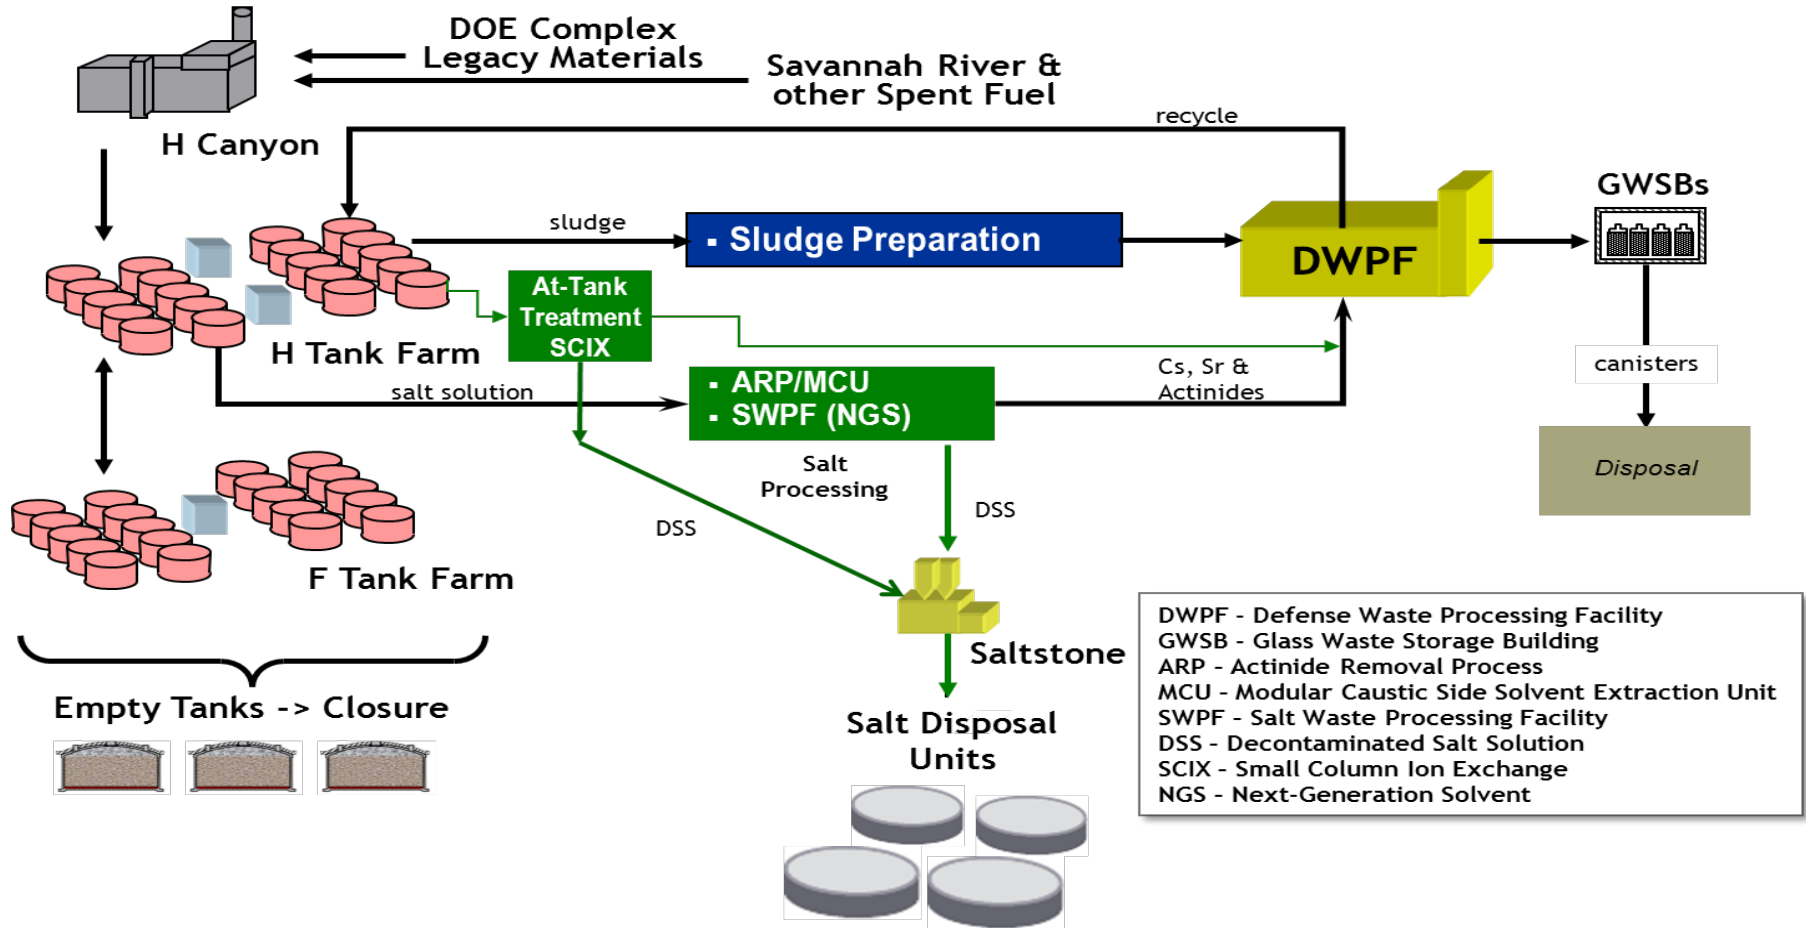 DOE Complex
Legacy Materials
Savannah River &
other Spent Fuel
recycle
H Canyon
GWSBs
sludge
▪ Sludge Preparation
DWPF
At-Tank
Treatment
SCIX
H Tank Farm
canisters
salt solution
▪ ARP/MCU
▪ SWPF (NGS)
Cs, Sr &
Actinides
Disposal
Salt
Processing
DSS
DSS
F Tank Farm
Saltstone
Empty Tanks -> Closure
Salt Disposal
Units
DWPF - Defense Waste Processing Facility
GWSB - Glass Waste Storage Building
ARP - Actinide Removal Process
MCU - Modular Caustic Side Solvent Extraction Unit
SWPF - Salt Waste Processing Facility
DSS - Decontaminated Salt Solution
SCIX - Small Column Ion Exchange
NGS - Next-Generation Solvent